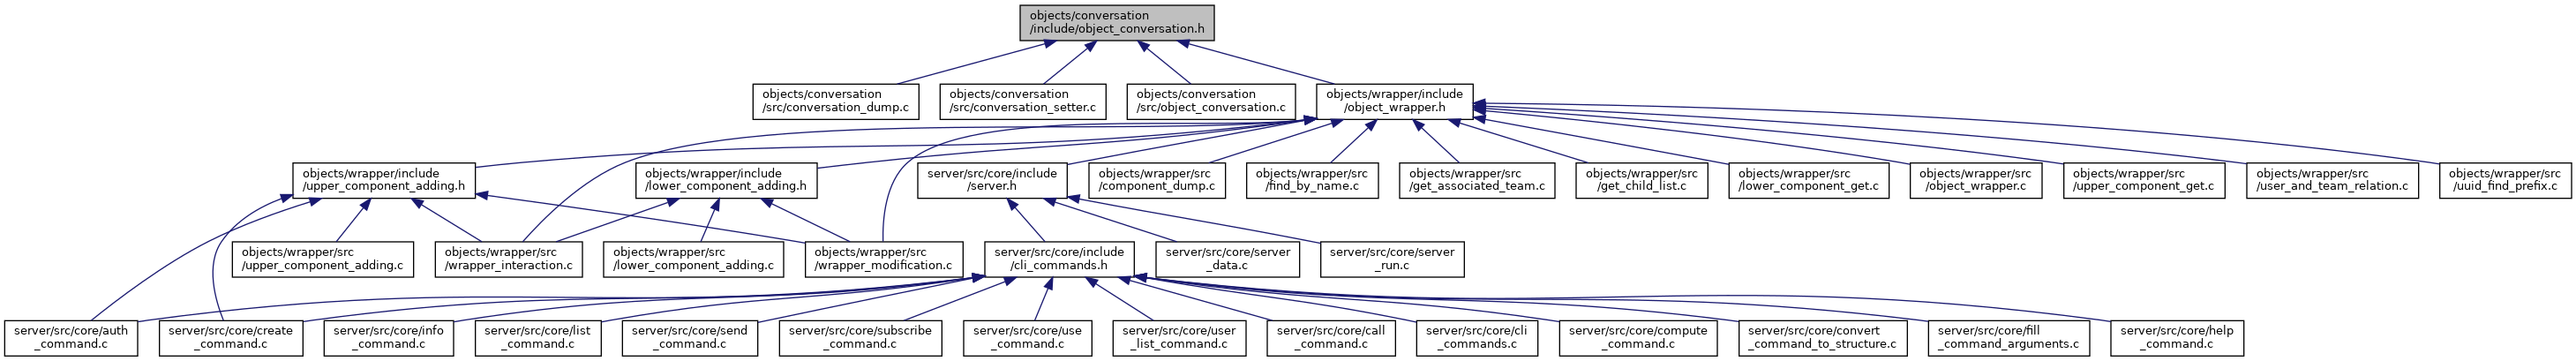 objects/conversation
/include/object_conversation.h
objects/conversation
/src/conversation_dump.c
objects/conversation
/src/conversation_setter.c
objects/conversation
/src/object_conversation.c
objects/wrapper/include
/object_wrapper.h
objects/wrapper/include
/upper_component_adding.h
objects/wrapper/include
/lower_component_adding.h
server/src/core/include
/server.h
objects/wrapper/src
/component_dump.c
objects/wrapper/src
/find_by_name.c
objects/wrapper/src
/get_associated_team.c
objects/wrapper/src
/get_child_list.c
objects/wrapper/src
/lower_component_get.c
objects/wrapper/src
/object_wrapper.c
objects/wrapper/src
/upper_component_get.c
objects/wrapper/src
/user_and_team_relation.c
objects/wrapper/src
/uuid_find_prefix.c
objects/wrapper/src
/upper_component_adding.c
objects/wrapper/src
/wrapper_interaction.c
objects/wrapper/src
/lower_component_adding.c
objects/wrapper/src
/wrapper_modification.c
server/src/core/include
/cli_commands.h
server/src/core/server
_data.c
server/src/core/server
_run.c
server/src/core/auth
_command.c
server/src/core/create
_command.c
server/src/core/info
_command.c
server/src/core/list
_command.c
server/src/core/send
_command.c
server/src/core/subscribe
_command.c
server/src/core/use
_command.c
server/src/core/user
_list_command.c
server/src/core/call
_command.c
server/src/core/cli
_commands.c
server/src/core/compute
_command.c
server/src/core/convert
_command_to_structure.c
server/src/core/fill
_command_arguments.c
server/src/core/help
_command.c